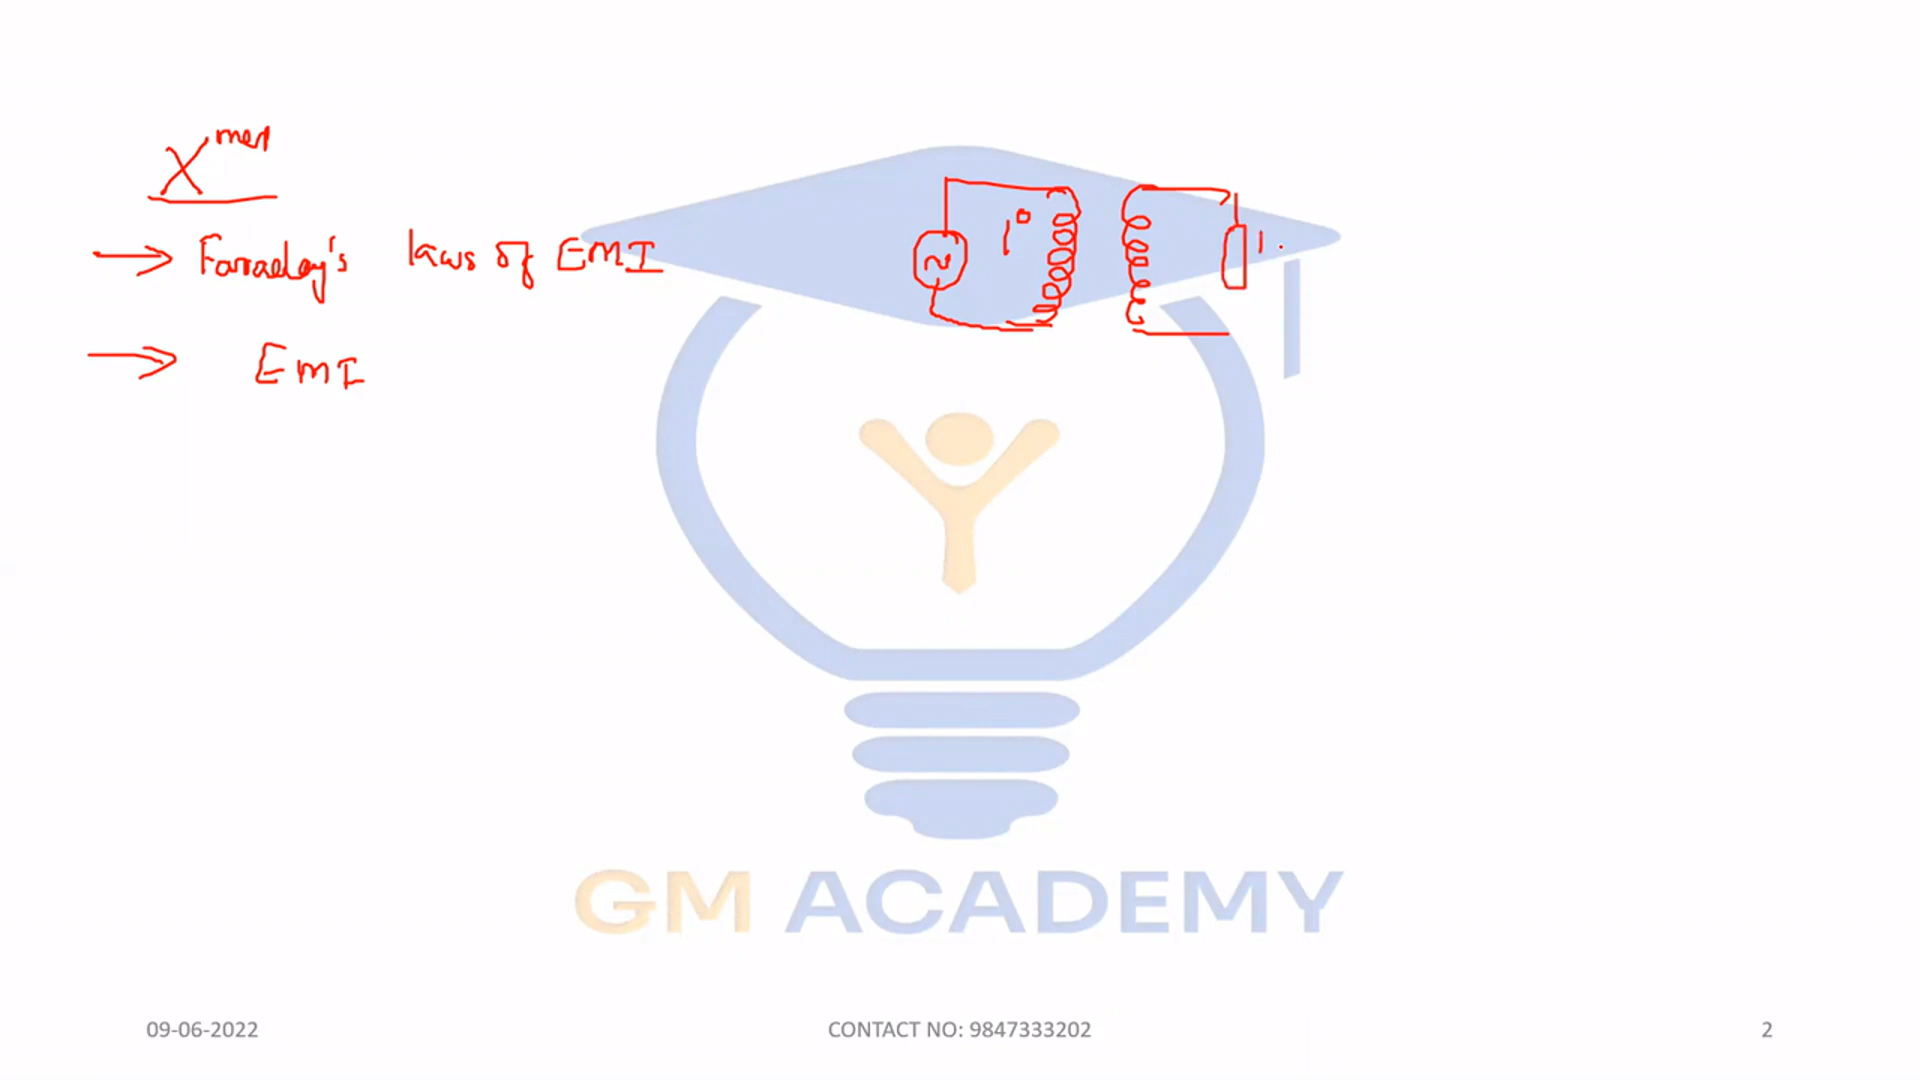 Xmer
Faraday's laws of EMI
1°
EMI
GM ACADEMY
09-06-2022
CONTACT NO: 9847333202
2